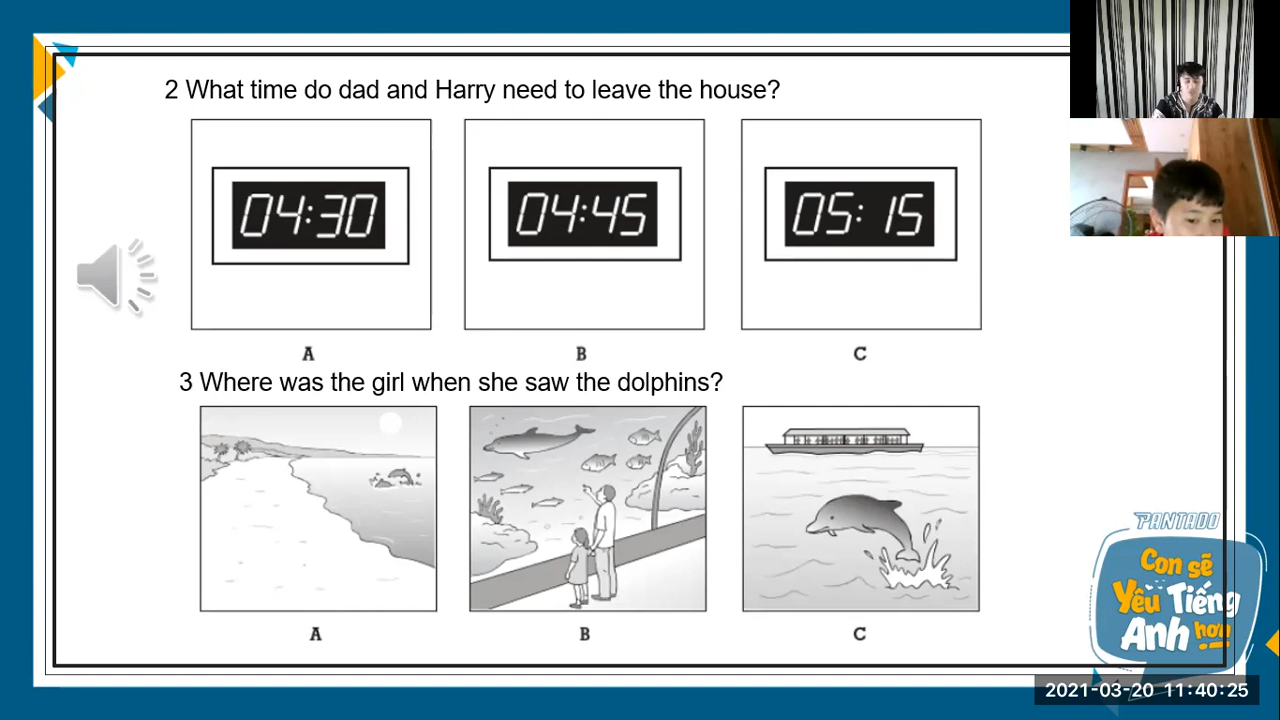 2 What time do dad and Harry need to leave the house?
04:30
04:45
05:15
A
B
C
3 Where was the girl when she saw the dolphins?
A
B
C
PANTADO
Con sẽ
Yêu Tiếng
Anh hơn
2021-03-20 11:40:25